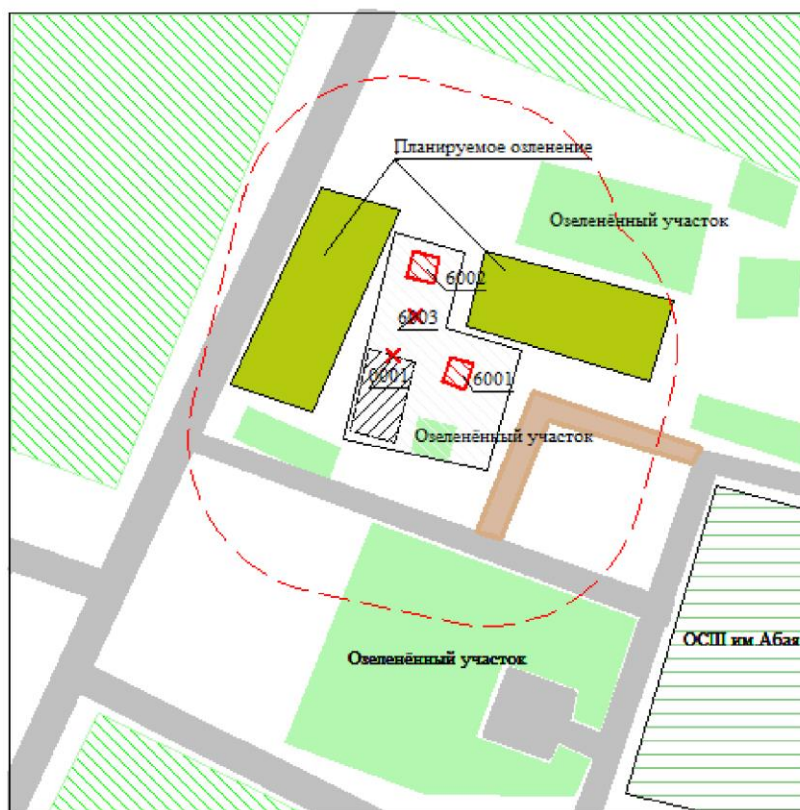 Планируемое озленение
Озеленённый участок
6002
6003
0001
6001
Озеленённый участок
ОСШ им Абая
Озеленённый участок